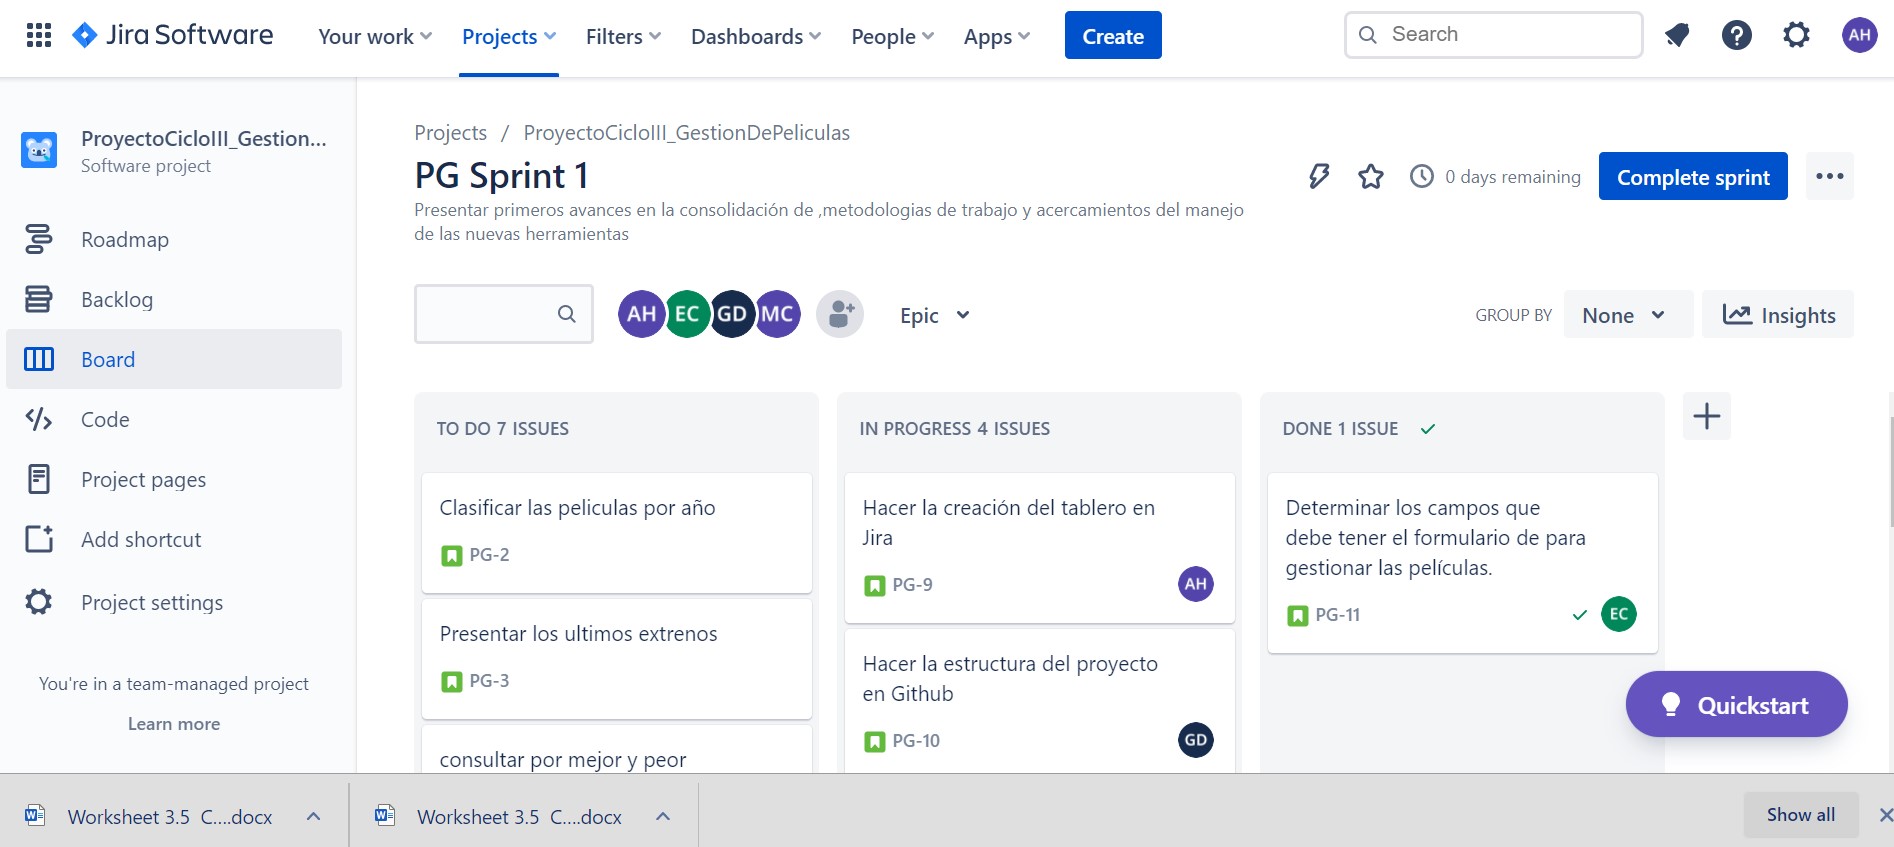 Jira Software
Your work
Projects
Filters
Dashboards
People
Apps
Create
Search
AH
ProyectoCicloIII_Gestion...
Software project
Roadmap
Backlog
Board
Code
Project pages
Add shortcut
Project settings
You're in a team-managed project
Learn more
Projects / ProyectoCicloIII_GestionDePeliculas
PG Sprint 1
Presentar primeros avances en la consolidación de ,metodologias de trabajo y acercamientos del manejo
de las nuevas herramientas
0 days remaining
Complete sprint
AH EC GD MC
Epic
GROUP BY
None
Insights
TO DO 7 ISSUES
Clasificar las peliculas por año
PG-2
Presentar los ultimos extrenos
PG-3
consultar por mejor y peor
IN PROGRESS 4 ISSUES
Hacer la creación del tablero en
Jira
PG-9
AH
Hacer la estructura del proyecto
en Github
PG-10
GD
DONE 1 ISSUE
Determinar los campos que
debe tener el formulario de para
gestionar las películas.
PG-11
EC
Quickstart
Worksheet 3.5 C....docx
Worksheet 3.5 C....docx
Show all